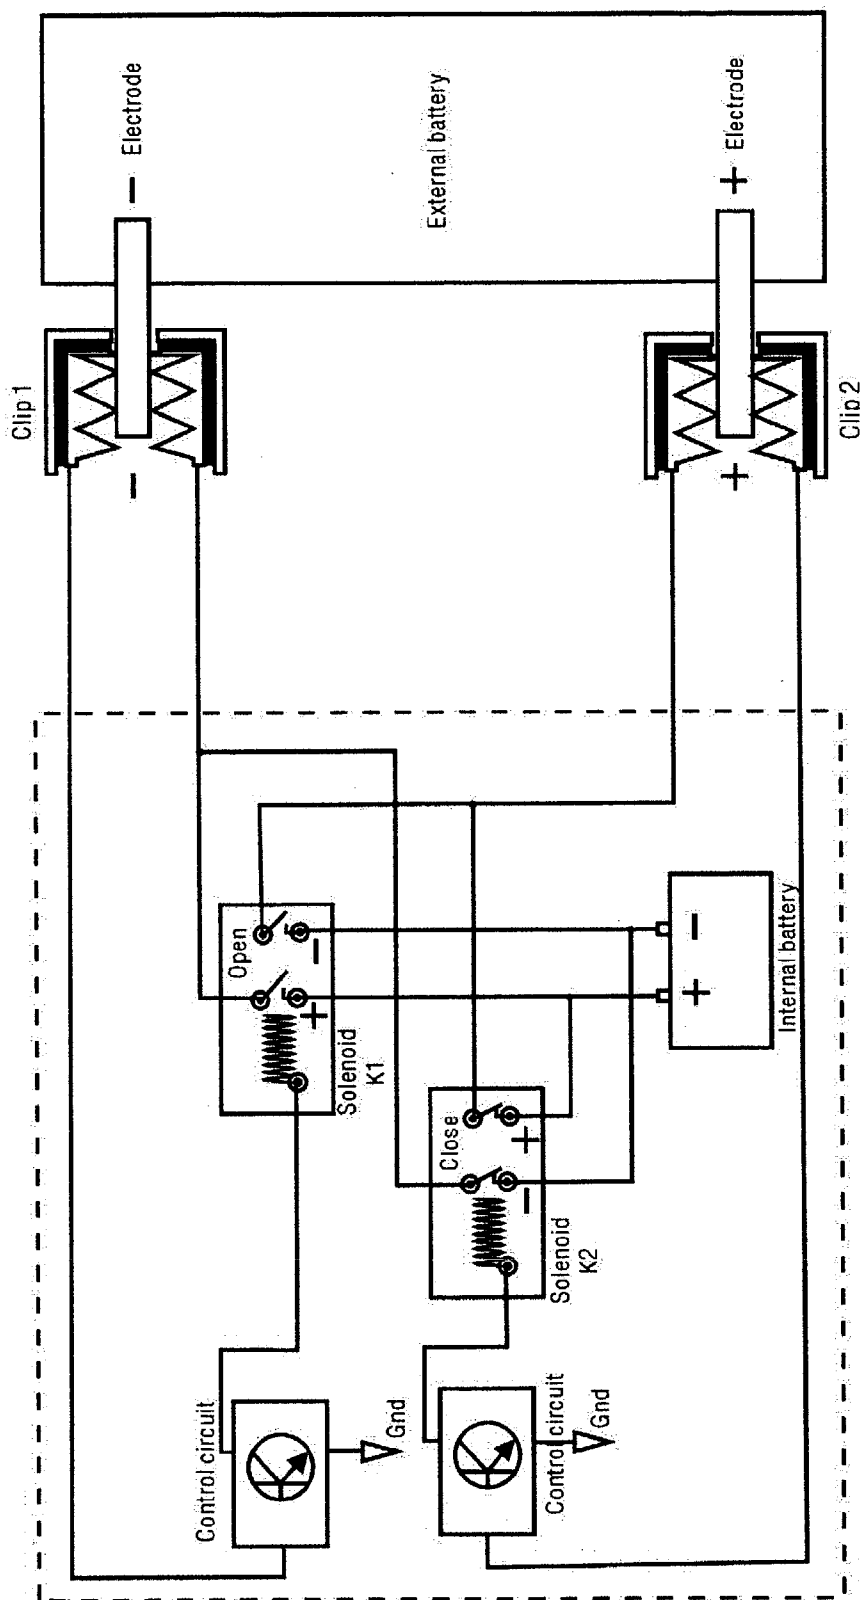 Clip 1
− Electrode
−
External battery
+ Electrode
+
Clip 2
Open
−
+
Solenoid
K1
Close
+
−
Solenoid
K2
−
+
Internal battery
Control circuit
Gnd
Control circuit
Gnd